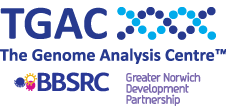 TGAC
The Genome Analysis Centre™
BBSRC
Greater Norwich
Development
Partnership